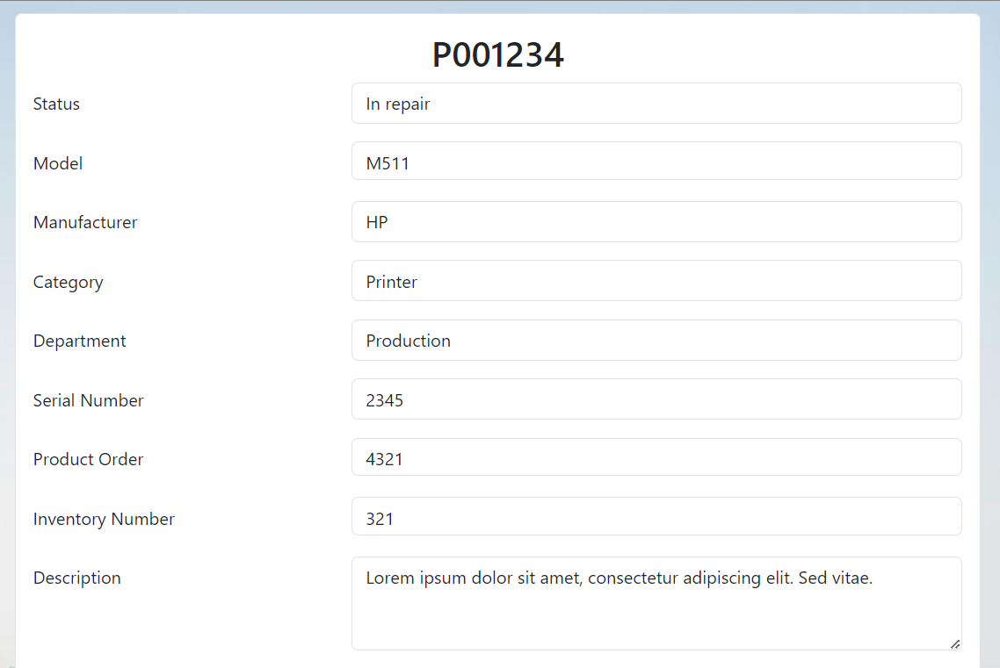 P001234
Status In repair
Model M511
Manufacturer HP
Category Printer
Department Production
Serial Number 2345
Product Order 4321
Inventory Number 321
Description Lorem ipsum dolor sit amet, consectetur adipiscing elit. Sed vitae.